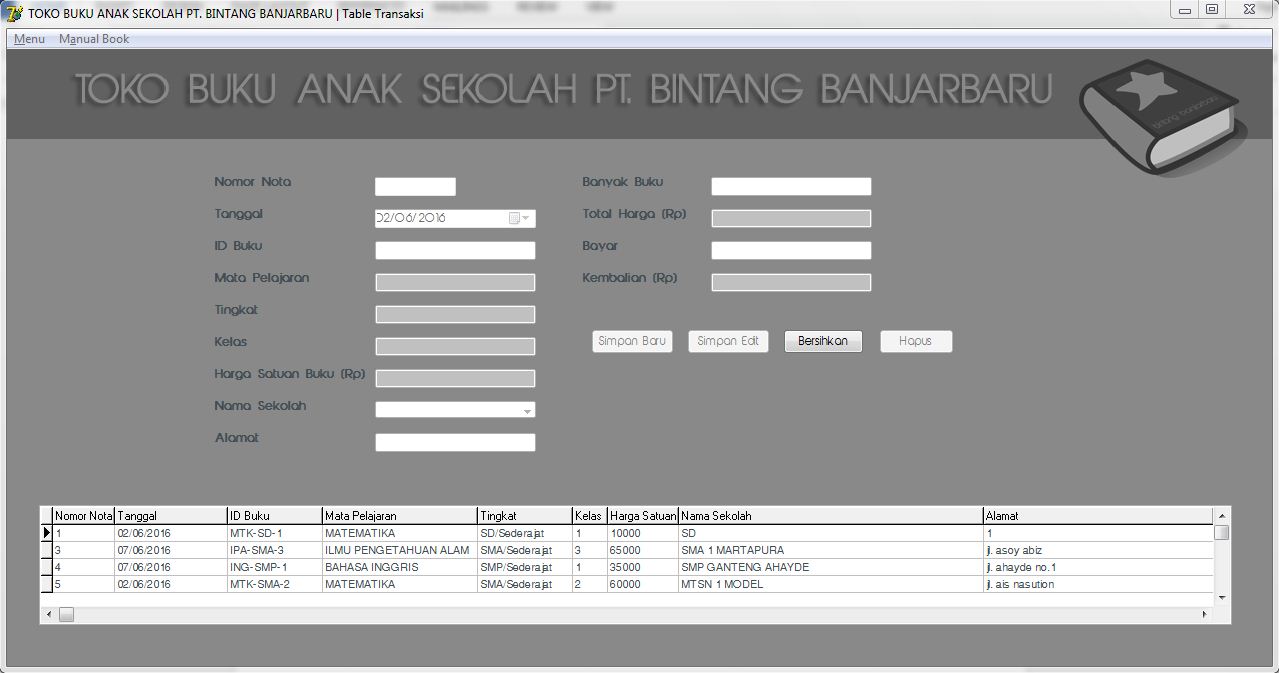 TOKO BUKU ANAK SEKOLAH PT. BINTANG BANJARBARU | Table Transaksi
Menu Manual Book
TOKO BUKU ANAK SEKOLAH PT. BINTANG BANJARBARU
bintang banjarbaru
Nomor Nota
Tanggal 02/06/2016
ID Buku
Mata Pelajaran
Tingkat
Kelas
Harga Satuan Buku (Rp)
Nama Sekolah
Alamat
Banyak Buku
Total Harga (Rp)
Bayar
Kembalian (Rp)
Simpan Baru Simpan Edit Bersihkan Hapus
Nomor Nota Tanggal ID Buku Mata Pelajaran Tingkat Kelas Harga Satuan Nama Sekolah Alamat
1 02/06/2016 MTK-SD-1 MATEMATIKA SD/Sederajat 1 10000 SD 1
3 07/06/2016 IPA-SMA-3 ILMU PENGETAHUAN ALAM SMA/Sederajat 3 65000 SMA 1 MARTAPURA jl. asoy abiz
4 07/06/2016 ING-SMP-1 BAHASA INGGRIS SMP/Sederajat 1 35000 SMP GANTENG AHAYDE jl. ahayde no.1
5 02/06/2016 MTK-SMA-2 MATEMATIKA SMA/Sederajat 2 60000 MTSN 1 MODEL jl. ais nasution